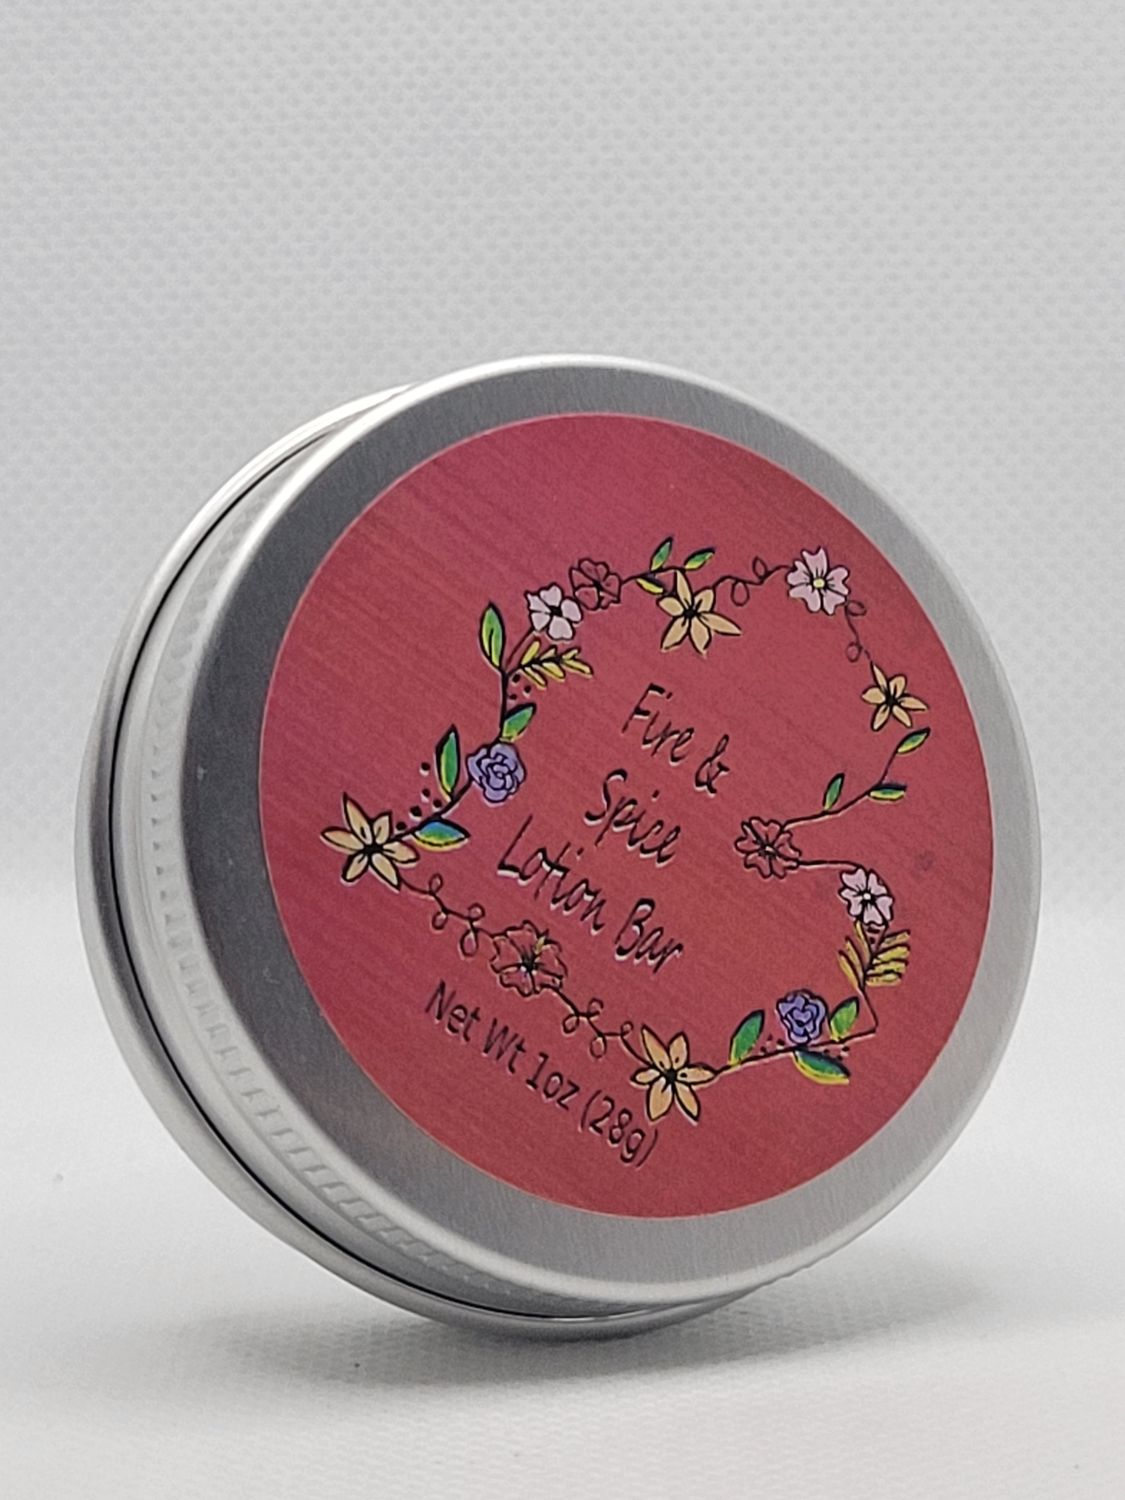 Fire &
Spice
Lotion Bar
Net Wt 1oz (28g)